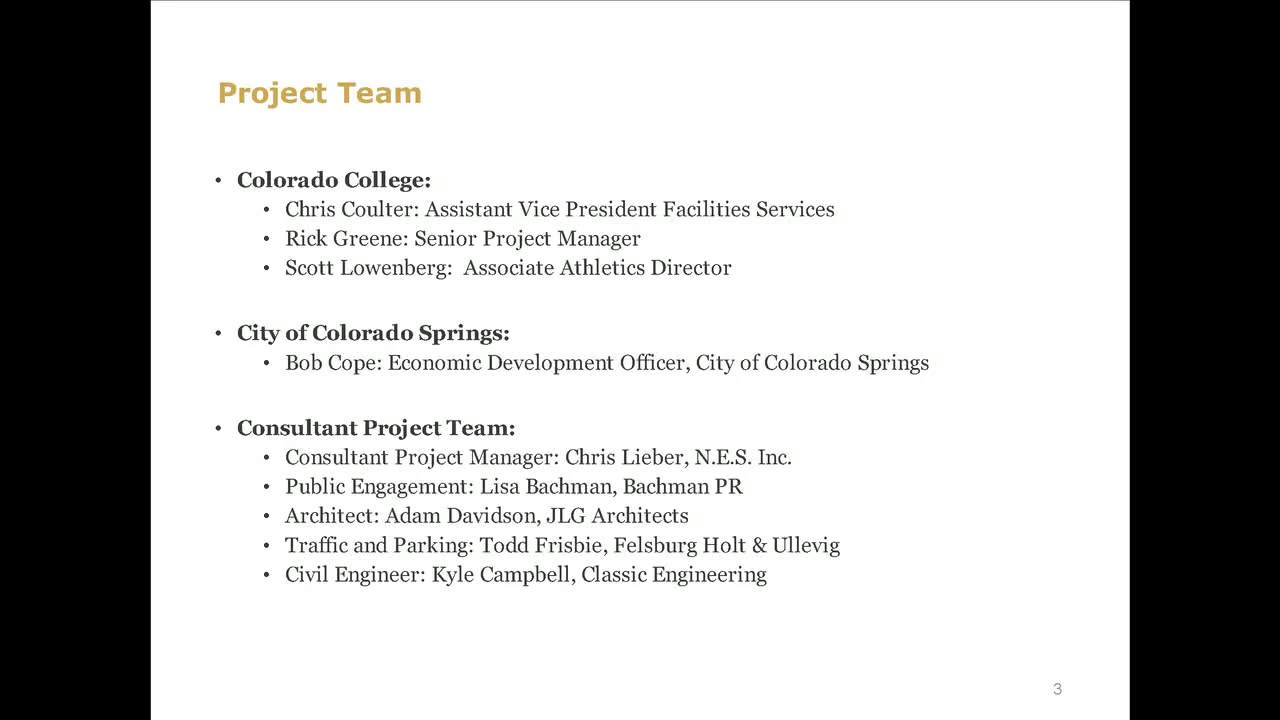 Project Team
• Colorado College:
• Chris Coulter: Assistant Vice President Facilities Services
• Rick Greene: Senior Project Manager
• Scott Lowenberg:  Associate Athletics Director
• City of Colorado Springs:
• Bob Cope: Economic Development Officer, City of Colorado Springs
• Consultant Project Team:
• Consultant Project Manager: Chris Lieber, N.E.S. Inc.
• Public Engagement: Lisa Bachman, Bachman PR
• Architect: Adam Davidson, JLG Architects
• Traffic and Parking: Todd Frisbie, Felsburg Holt & Ullevig
• Civil Engineer: Kyle Campbell, Classic Engineering
3